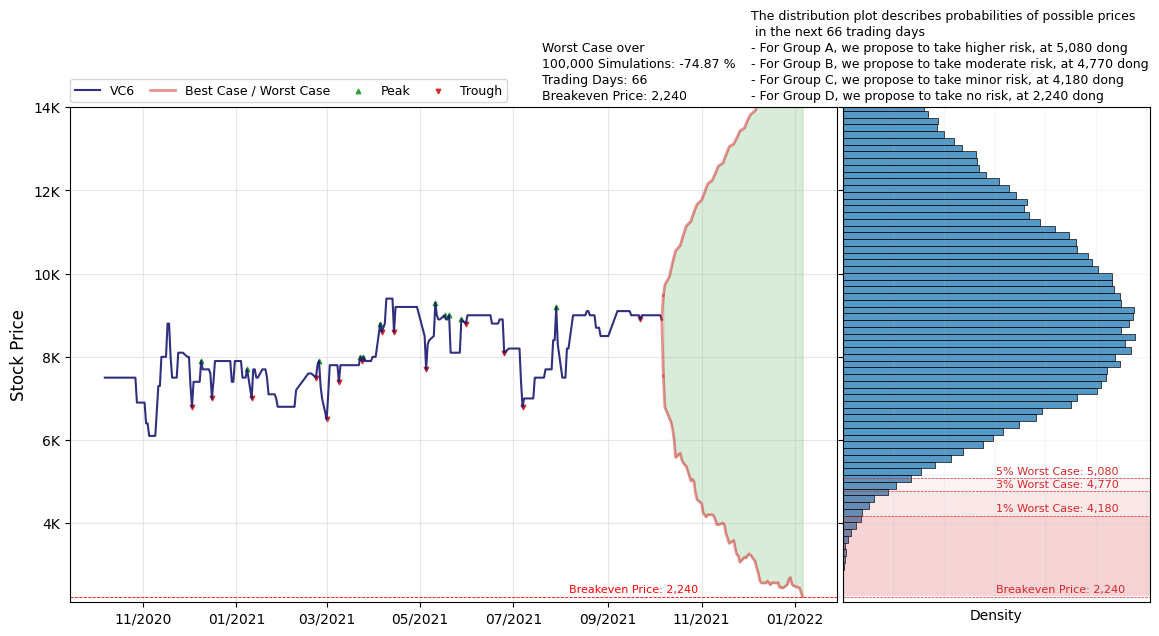 The distribution plot describes probabilities of possible prices
in the next 66 trading days
- For Group A, we propose to take higher risk, at 5,080 dong
- For Group B, we propose to take moderate risk, at 4,770 dong
- For Group C, we propose to take minor risk, at 4,180 dong
- For Group D, we propose to take no risk, at 2,240 dong
Worst Case over
100,000 Simulations: -74.87 %
Trading Days: 66
Breakeven Price: 2,240
VC6
Best Case / Worst Case
Peak
Trough
Stock Price
14K
12K
10K
8K
6K
4K
Breakeven Price: 2,240
11/2020
01/2021
03/2021
05/2021
07/2021
09/2021
11/2021
01/2022
5% Worst Case: 5,080
3% Worst Case: 4,770
1% Worst Case: 4,180
Breakeven Price: 2,240
Density